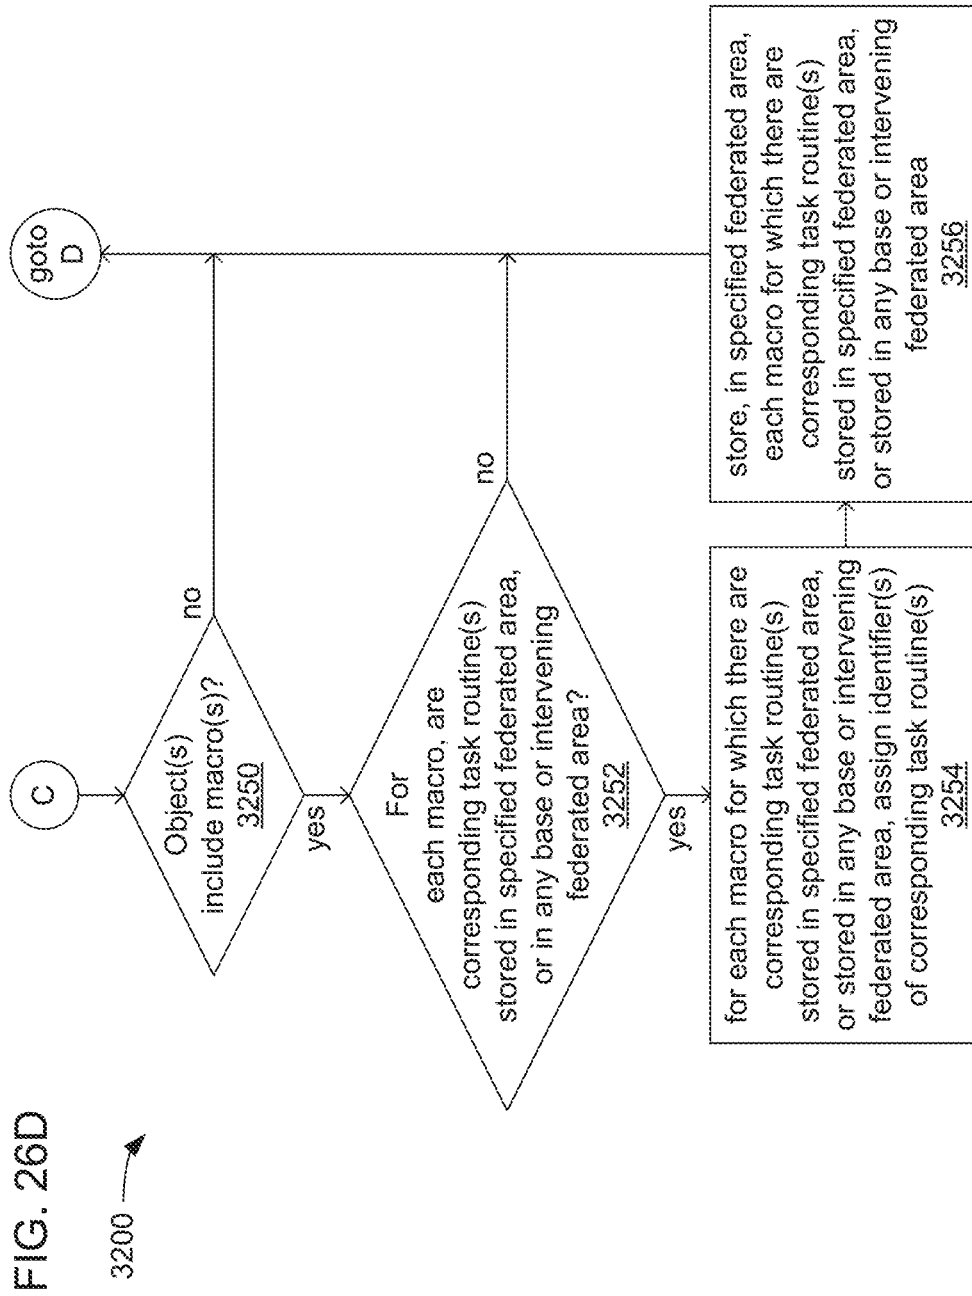 FIG. 26D
3200
C
Object(s)
include macro(s)?
3250
no
yes
For
each macro, are
corresponding task routine(s)
stored in specified federated area,
or in any base or intervening
federated area?
3252
no
yes
for each macro for which there are
corresponding task routine(s)
stored in specified federated area,
or stored in any base or intervening
federated area, assign identifier(s)
of corresponding task routine(s)
3254
store, in specified federated area,
each macro for which there are
corresponding task routine(s)
stored in specified federated area,
or stored in any base or intervening
federated area
3256
goto
D